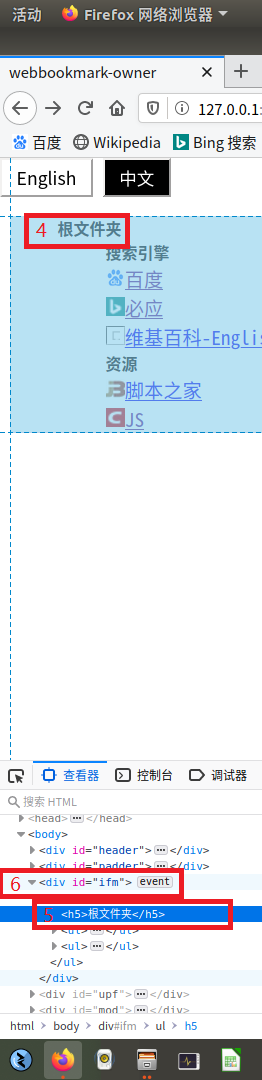 活动 Firefox 网络浏览器
webbookmark-owner
127.0.0.1:
百度 Wikipedia Bing 搜索
English 中文
4 根文件夹
搜索引擎
百度
必应
维基百科-Engli
资源
脚本之家
JS
查看器 控制台 调试器
搜索 HTML
<head> </head>
<body>
<div id="header"> </div>
<div id="padder"> </div>
6 <div id="ifm"> event
5 <h5>根文件夹</h5>
<ul> </ul>
<ul> </ul>
</ul>
</div>
<div id="upf"> </div>
<div id="mod"> </div>
html > body > div#ifm > ul > h5